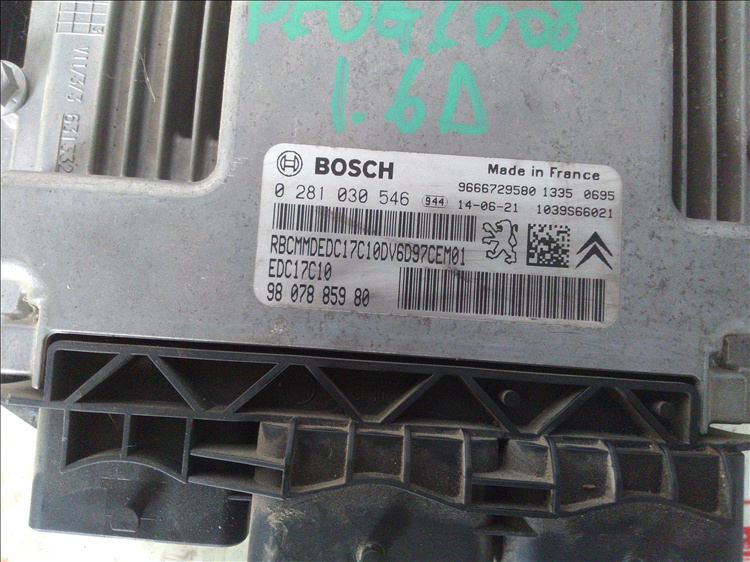 PEUG 2008
1.6D
BOSCH
Made in France
0 281 030 546 944 14-06-21
9666729580 1335 0695
1039S66021
RBCMMDEDC17C10DV6D97CEM01
EDC17C10
98 078 859 80